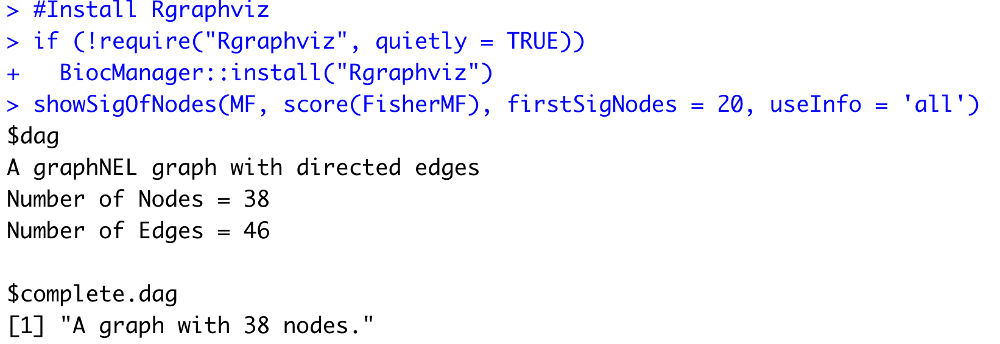 > #Install Rgraphviz
> if (!require("Rgraphviz", quietly = TRUE))
+   BiocManager::install("Rgraphviz")
> showSigOfNodes(MF, score(FisherMF), firstSigNodes = 20, useInfo = 'all')
$dag
A graphNEL graph with directed edges
Number of Nodes = 38
Number of Edges = 46
$complete.dag
[1] "A graph with 38 nodes."